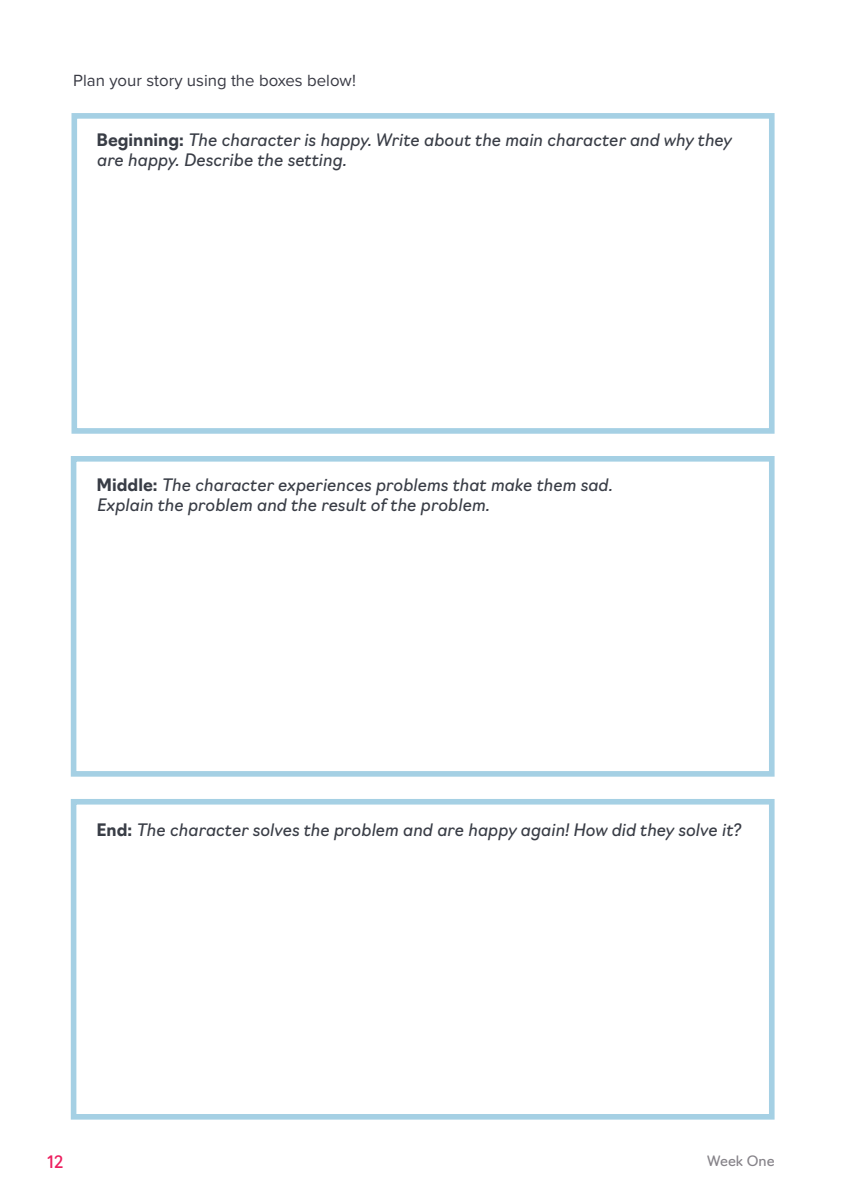 Plan your story using the boxes below!
Beginning: The character is happy. Write about the main character and why they
are happy. Describe the setting.
Middle: The character experiences problems that make them sad.
Explain the problem and the result of the problem.
End: The character solves the problem and are happy again! How did they solve it?
12
Week One